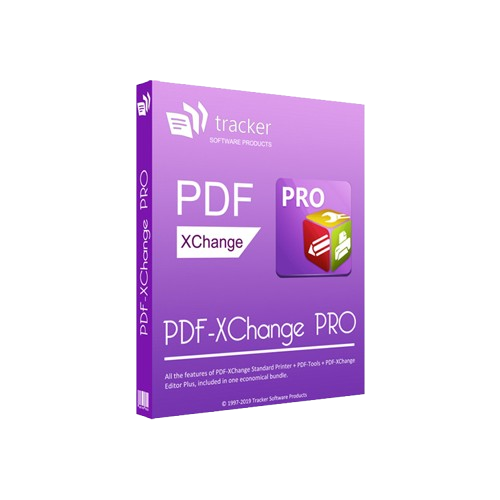 tracker
SOFTWARE PRODUCTS
PDF
XChange
PRO
PDF-XChange PRO
All the features of PDF-XChange Standard Printer + PDF-Tools + PDF-XChange
Editor Plus, included in one economical bundle.
© 1997-2019 Tracker Software Products
PDF-XChange PRO